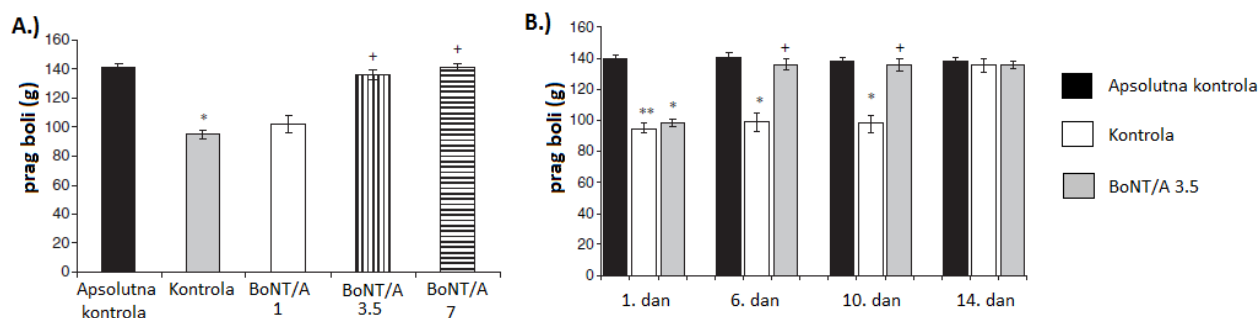 A.)
prag boli (g)
160
140
120
100
80
60
40
20
0
*
+
+
Apsolutna
kontrola
Kontrola
BoNT/A
1
BoNT/A
3.5
BoNT/A
7
B.)
prag boli (g)
160
140
120
100
80
60
40
20
0
** *
* +
* +
1. dan 6. dan 10. dan 14. dan
Apsolutna kontrola
Kontrola
BoNT/A 3.5